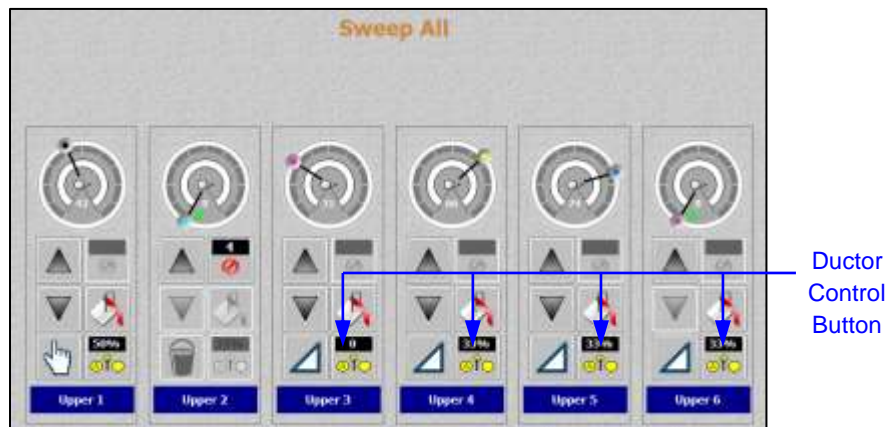 Sweep All
4
50%
0
33%
33%
33%
Upper 1
Upper 2
Upper 3
Upper 4
Upper 5
Upper 6
Ductor
Control
Button